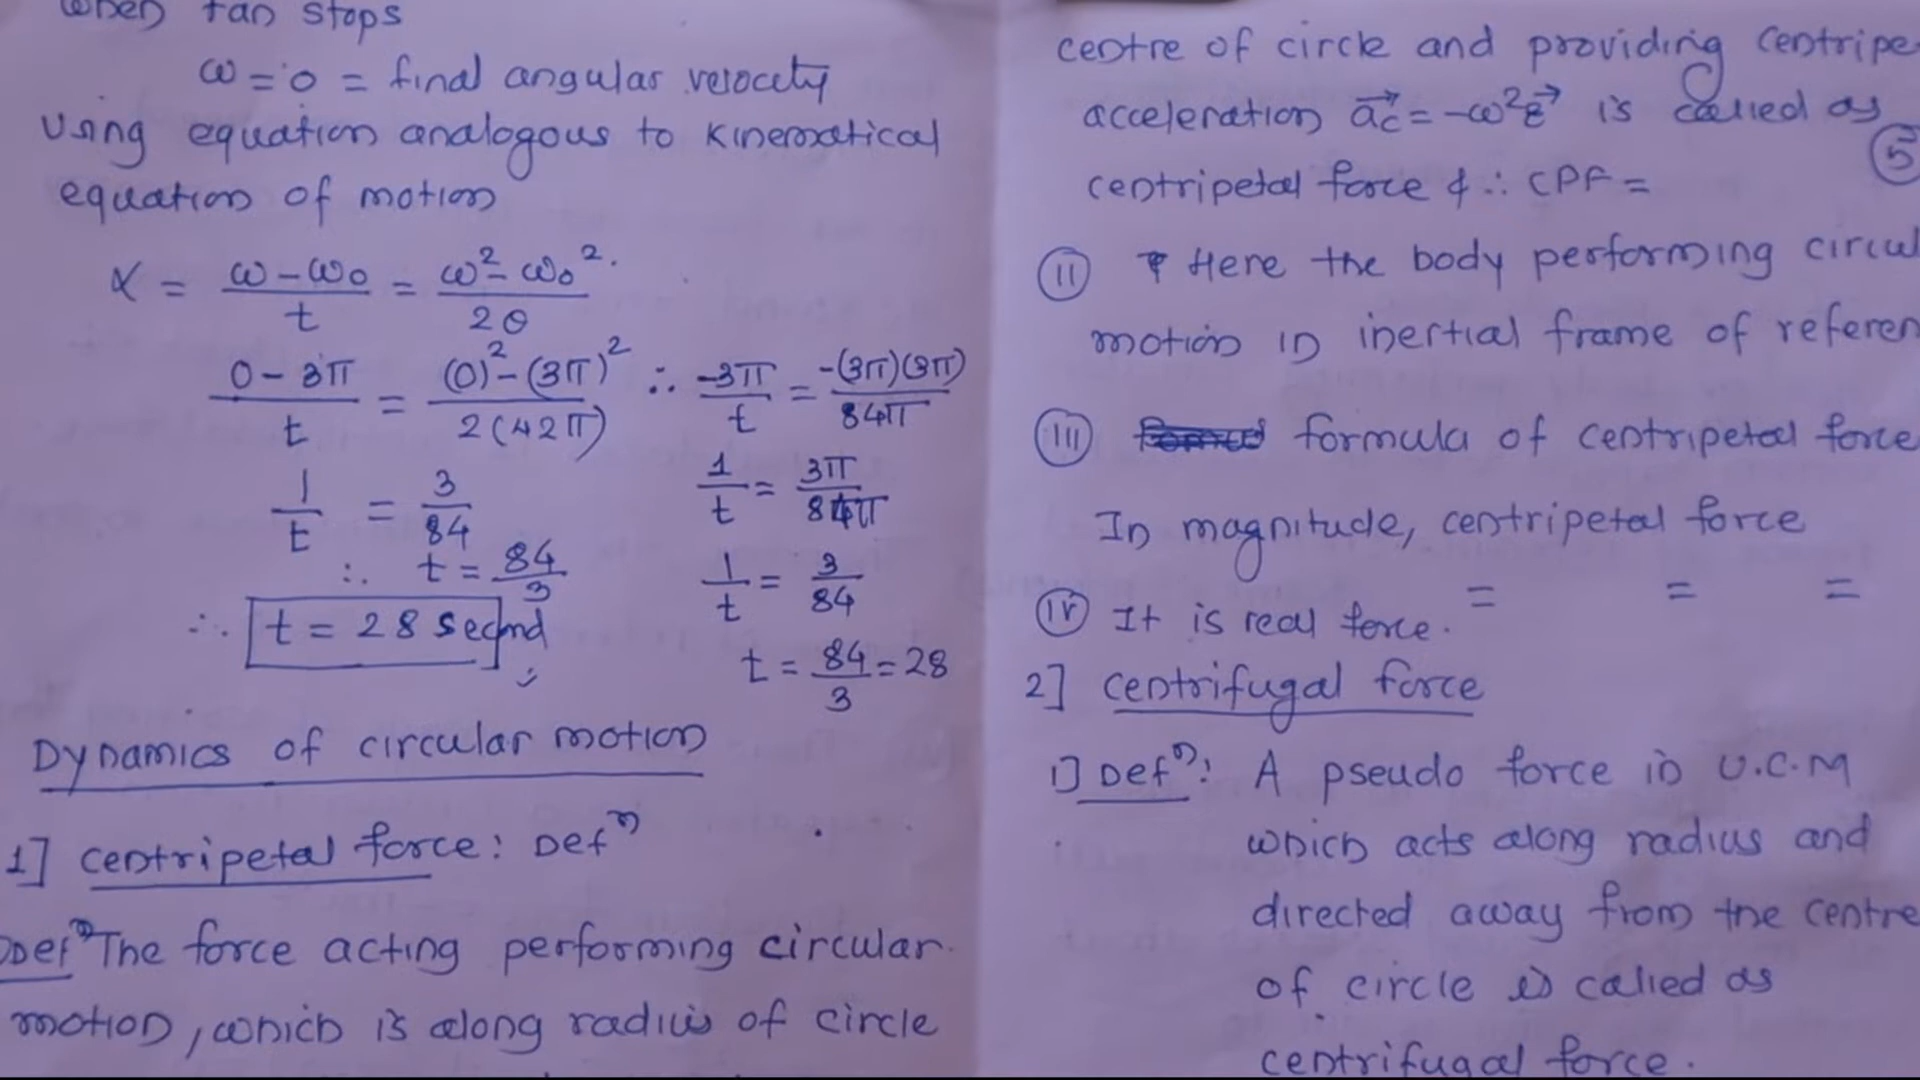 when fan stops
ω = 0 = final angular velocity
Using equation analogous to kinematical
equation of motion
α = (ω - ω₀)/t = (ω² - ω₀²)/2θ
(0 - 3π)/t = ((0)² - (3π)²)/2(42π) ∴ -3π/t = -(3π)(3π)/84π
1/t = 3/84
1/t = 3π/84π
∴ t = 84/3
1/t = 3/84
∴ t = 28 second
t = 84/3 = 28
Dynamics of circular motion
1] centripetal force: Defⁿ
Defⁿ The force acting performing circular
motion, which is along radius of circle
centre of circle and providing centripe
acceleration a⃗c = -ω²r⃗ is called as
5
centripetal force & ∴ CPF =
(ii) Here the body performing circul
motion in inertial frame of referen
(iii) formula of centripetal force
In magnitude, centripetal force
= = =
(iv) It is real force.
2] centrifugal force
1] Defⁿ: A pseudo force in U.C.M
which acts along radius and
directed away from the centre
of circle is called as
centrifugal force.